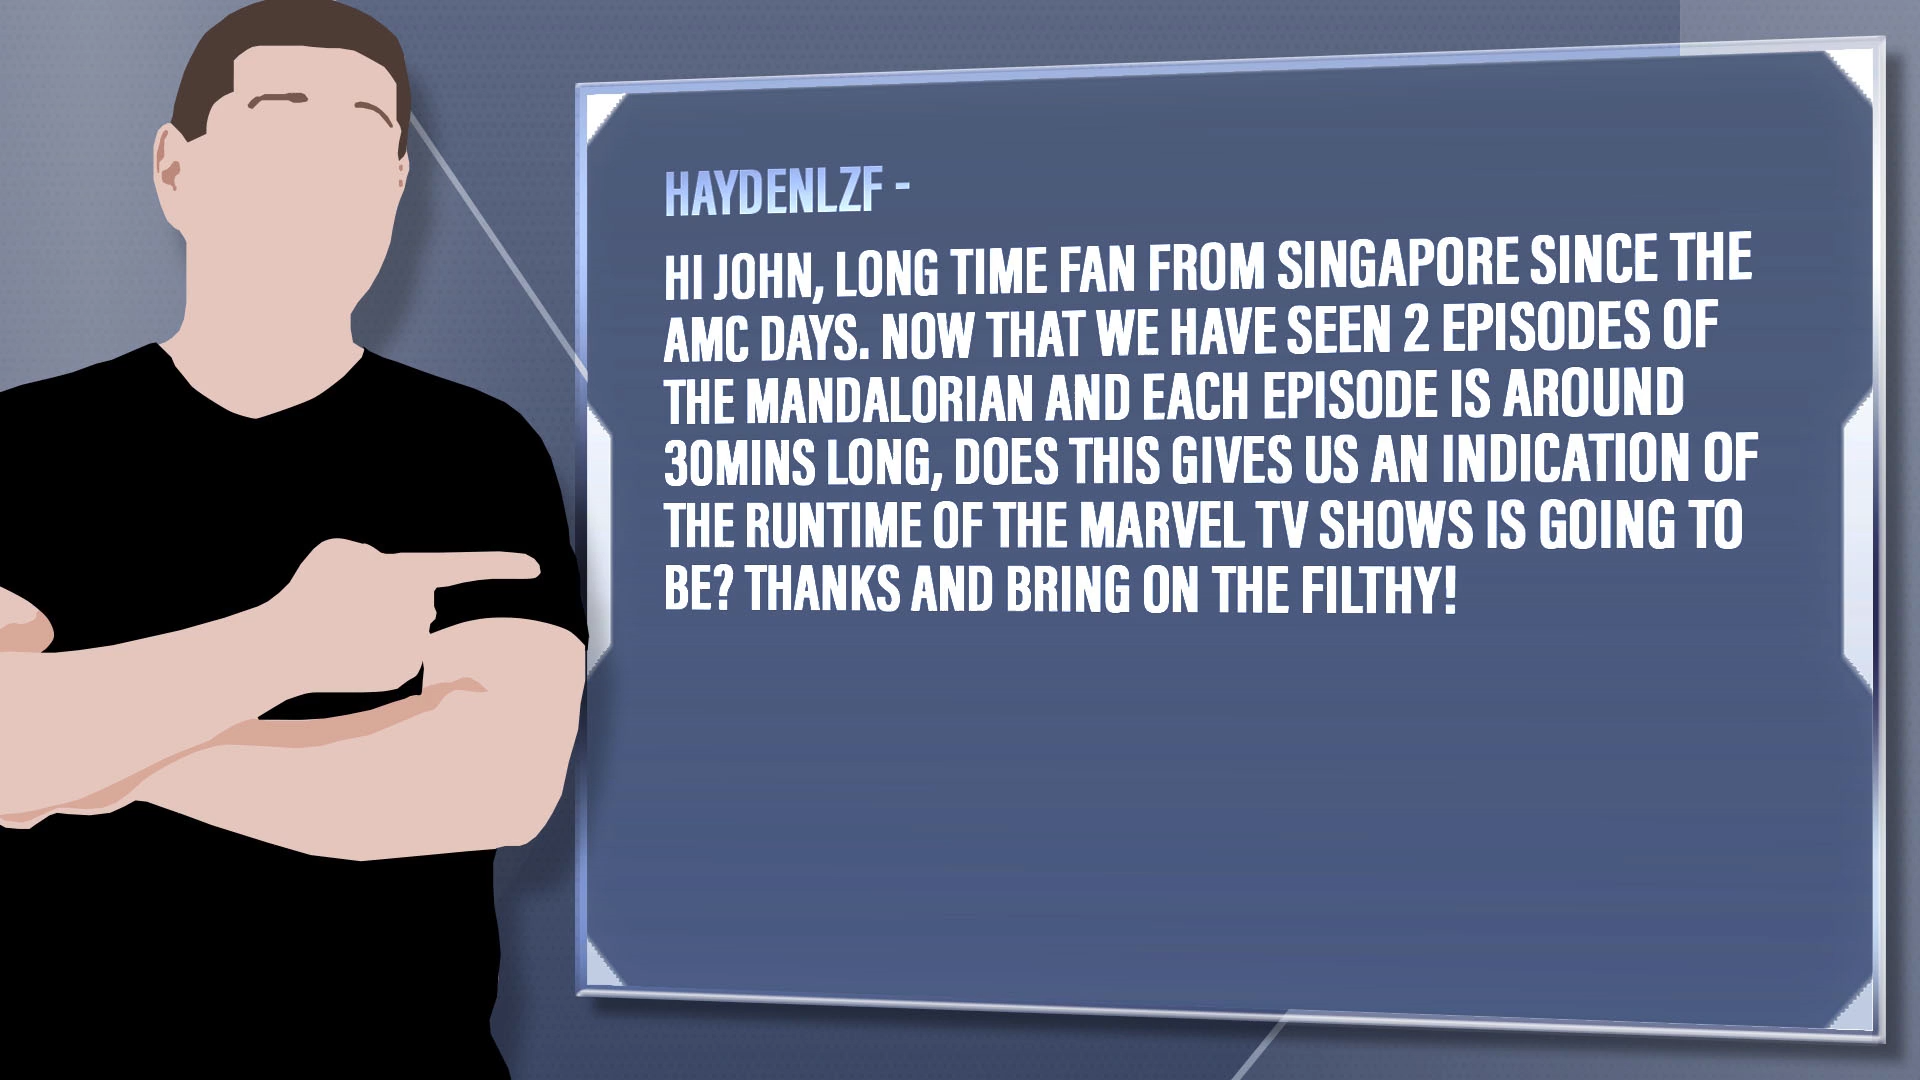 HAYDENLZF -
HI JOHN, LONG TIME FAN FROM SINGAPORE SINCE THE
AMC DAYS. NOW THAT WE HAVE SEEN 2 EPISODES OF
THE MANDALORIAN AND EACH EPISODE IS AROUND
30MINS LONG, DOES THIS GIVES US AN INDICATION OF
THE RUNTIME OF THE MARVEL TV SHOWS IS GOING TO
BE? THANKS AND BRING ON THE FILTHY!